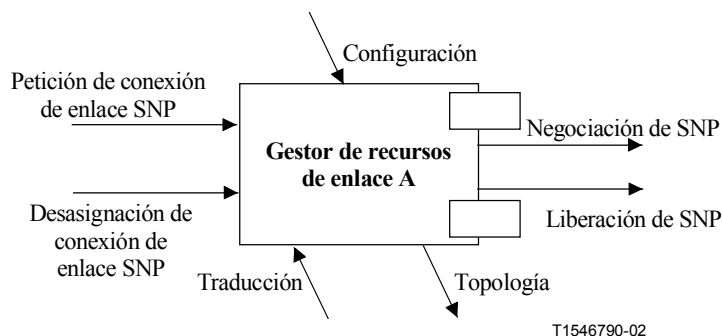 Configuración
Petición de conexión
de enlace SNP
Negociación de SNP
Gestor de recursos
de enlace A
Desasignación de
conexión de
enlace SNP
Liberación de SNP
Traducción
Topología
T1546790-02